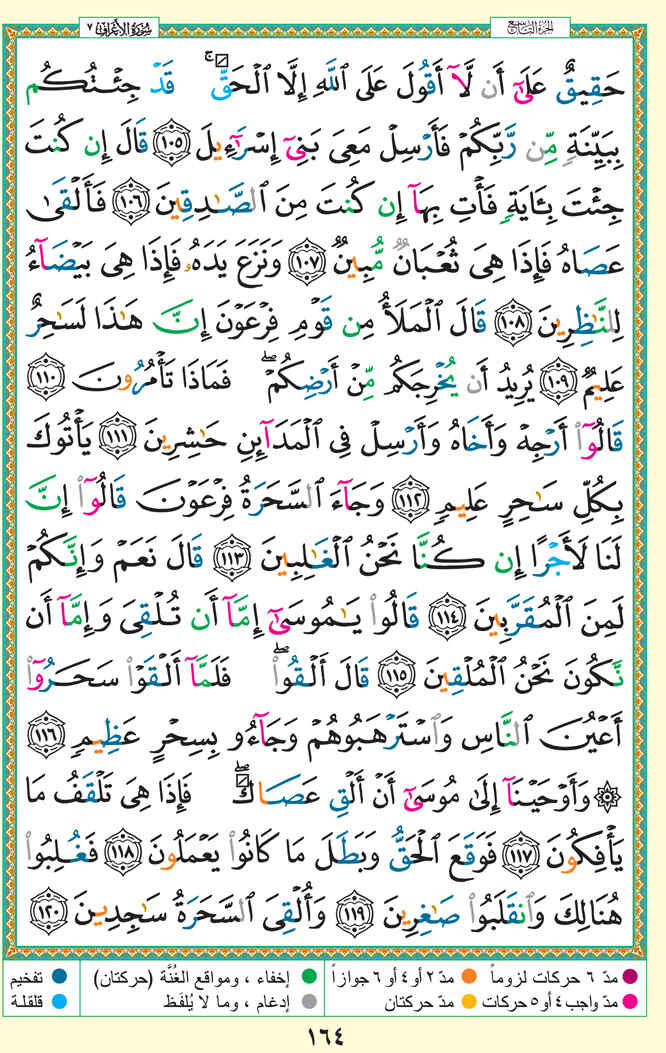 سُورَةُ الأَعۡرَافِ ٧
الجزء التاسع
حَقِيقٌ عَلَىٰٓ أَن لَّآ أَقُولَ عَلَى ٱللَّهِ إِلَّا ٱلۡحَقَّۚ قَدۡ جِئۡتُكُم
بِبَيِّنَةٖ مِّن رَّبِّكُمۡ فَأَرۡسِلۡ مَعِيَ بَنِيٓ إِسۡرَٰٓءِيلَ ١٠٥ قَالَ إِن كُنتَ
جِئۡتَ بِـَٔايَةٖ فَأۡتِ بِهَآ إِن كُنتَ مِنَ ٱلصَّٰدِقِينَ ١٠٦ فَأَلۡقَىٰ
عَصَاهُ فَإِذَا هِيَ ثُعۡبَانٞ مُّبِينٞ ١٠٧ وَنَزَعَ يَدَهُۥ فَإِذَا هِيَ بَيۡضَآءُ
لِلنَّٰظِرِينَ ١٠٨ قَالَ ٱلۡمَلَأُ مِن قَوۡمِ فِرۡعَوۡنَ إِنَّ هَٰذَا لَسَٰحِرٌ
عَلِيمٞ ١٠٩ يُرِيدُ أَن يُخۡرِجَكُم مِّنۡ أَرۡضِكُمۡۖ فَمَاذَا تَأۡمُرُونَ ١١٠
قَالُوٓاْ أَرۡجِهۡ وَأَخَاهُ وَأَرۡسِلۡ فِي ٱلۡمَدَآئِنِ حَٰشِرِينَ ١١١ يَأۡتُوكَ
بِكُلِّ سَٰحِرٍ عَلِيمٖ ١١٢ وَجَآءَ ٱلسَّحَرَةُ فِرۡعَوۡنَ قَالُوٓاْ إِنَّ
لَنَا لَأَجۡرًا إِن كُنَّا نَحۡنُ ٱلۡغَٰلِبِينَ ١١٣ قَالَ نَعَمۡ وَإِنَّكُمۡ
لَمِنَ ٱلۡمُقَرَّبِينَ ١١٤ قَالُواْ يَٰمُوسَىٰٓ إِمَّآ أَن تُلۡقِيَ وَإِمَّآ أَن
نَّكُونَ نَحۡنُ ٱلۡمُلۡقِينَ ١١٥ قَالَ أَلۡقُواْۖ فَلَمَّآ أَلۡقَوۡاْ سَحَرُوٓاْ
أَعۡيُنَ ٱلنَّاسِ وَٱسۡتَرۡهَبُوهُمۡ وَجَآءُو بِسِحۡرٍ عَظِيمٖ ١١٦
۞ وَأَوۡحَيۡنَآ إِلَىٰ مُوسَىٰٓ أَنۡ أَلۡقِ عَصَاكَۖ فَإِذَا هِيَ تَلۡقَفُ مَا
يَأۡفِكُونَ ١١٧ فَوَقَعَ ٱلۡحَقُّ وَبَطَلَ مَا كَانُواْ يَعۡمَلُونَ ١١٨ فَغُلِبُواْ
هُنَالِكَ وَٱنقَلَبُواْ صَٰغِرِينَ ١١٩ وَأُلۡقِيَ ٱلسَّحَرَةُ سَٰجِدِينَ ١٢٠
مدّ ٦ حركات لزوماً مدّ ٢ أو ٤ أو ٦ جوازاً إخفاء ، ومواقع الغُنَّة (حركتان) تفخيم
مدّ واجب ٤ أو ٥ حركات مدّ حركتان إدغام ، وما لا يُلفَظ قلقلة
١٦٤